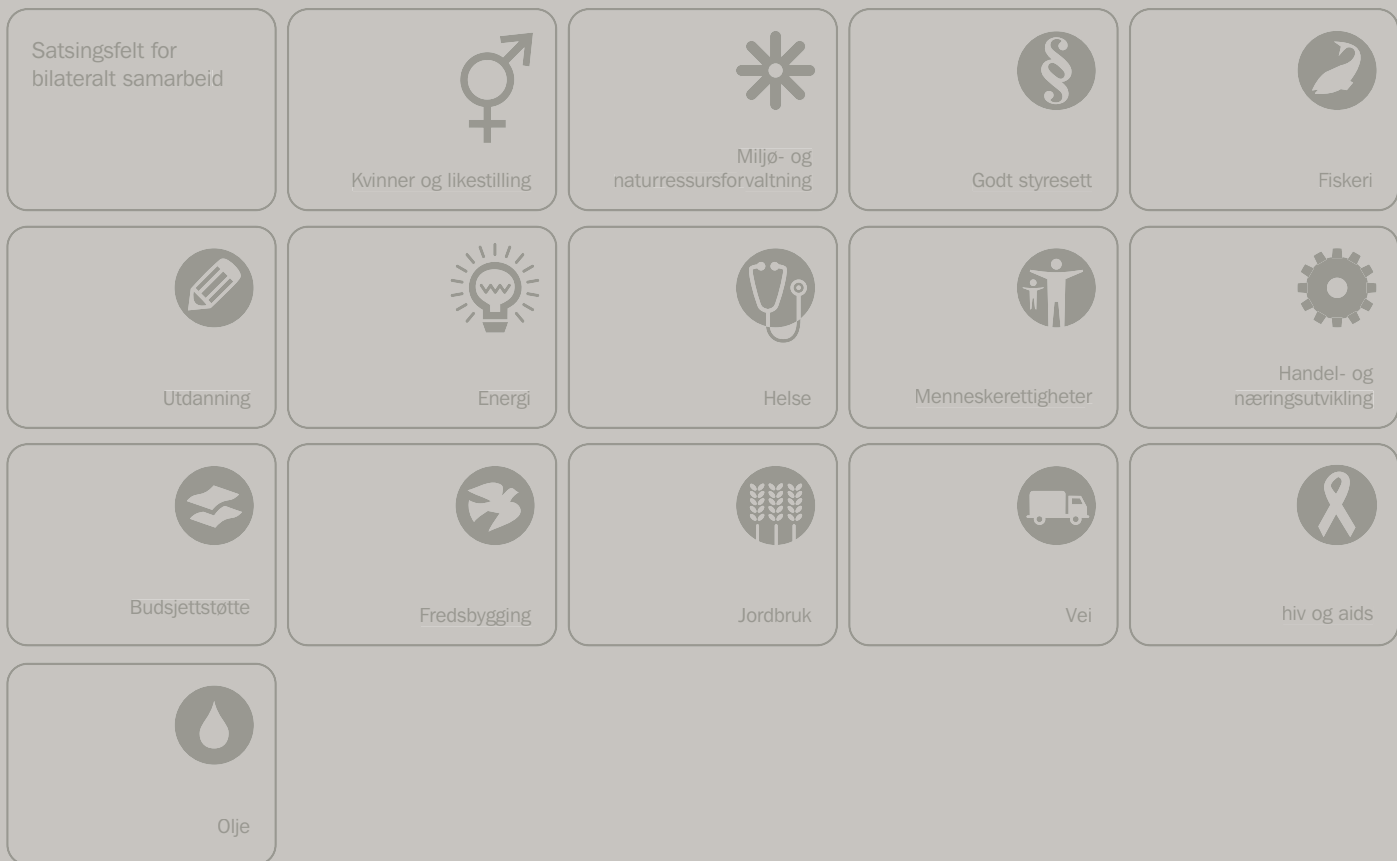 Satsingsfelt for
bilateralt samarbeid
Kvinner og likestilling
Miljø- og
naturressursforvaltning
Godt styresett
Fiskeri
Utdanning
Energi
Helse
Menneskerettigheter
Handel- og
næringsutvikling
Budsjettstøtte
Fredsbygging
Jordbruk
Vei
hiv og aids
Olje